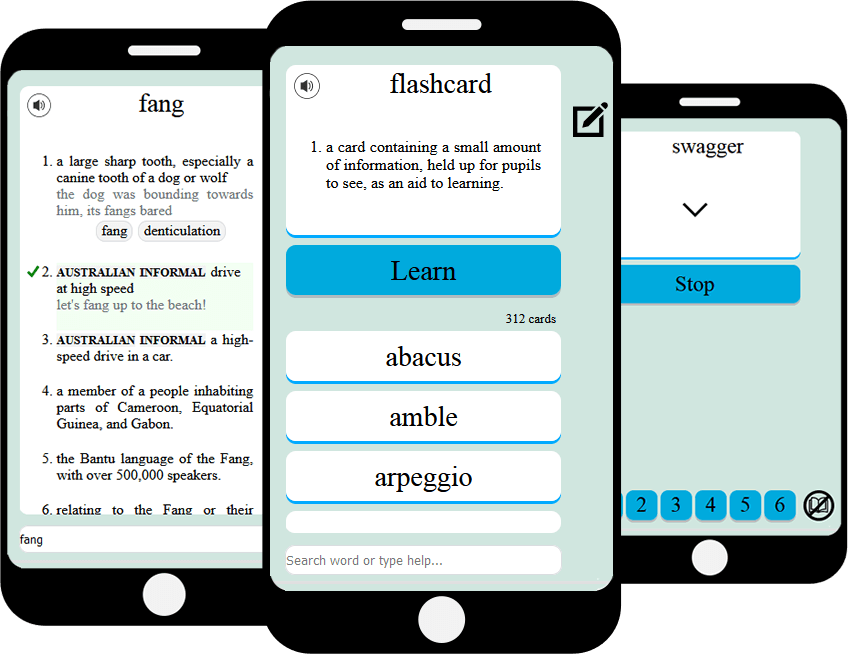 fang
1. a large sharp tooth, especially a
canine tooth of a dog or wolf
the dog was bounding towards
him, its fangs bared
fang denticulation
2. AUSTRALIAN INFORMAL drive
at high speed
let's fang up to the beach!
3. AUSTRALIAN INFORMAL a high-
speed drive in a car.
4. a member of a people inhabiting
parts of Cameroon, Equatorial
Guinea, and Gabon.
5. the Bantu language of the Fang,
with over 500,000 speakers.
6. relating to the Fang or their
fang
flashcard
1. a card containing a small amount
of information, held up for pupils
to see, as an aid to learning.
Learn
312 cards
abacus
amble
arpeggio
Search word or type help...
swagger
Stop
2 3 4 5 6